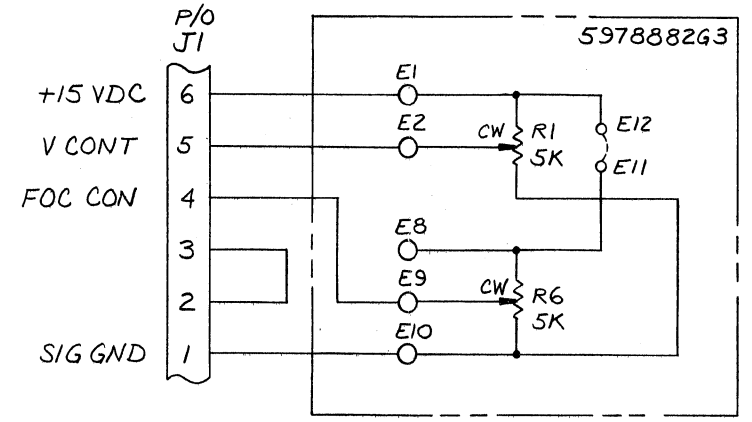 P/O
J1
5978882G3
+15 VDC 6 E1
V CONT 5 E2 CW R1 5K
E12
E11
FOC CON 4
3 E8
2 E9 CW R6 5K
SIG GND 1 E10